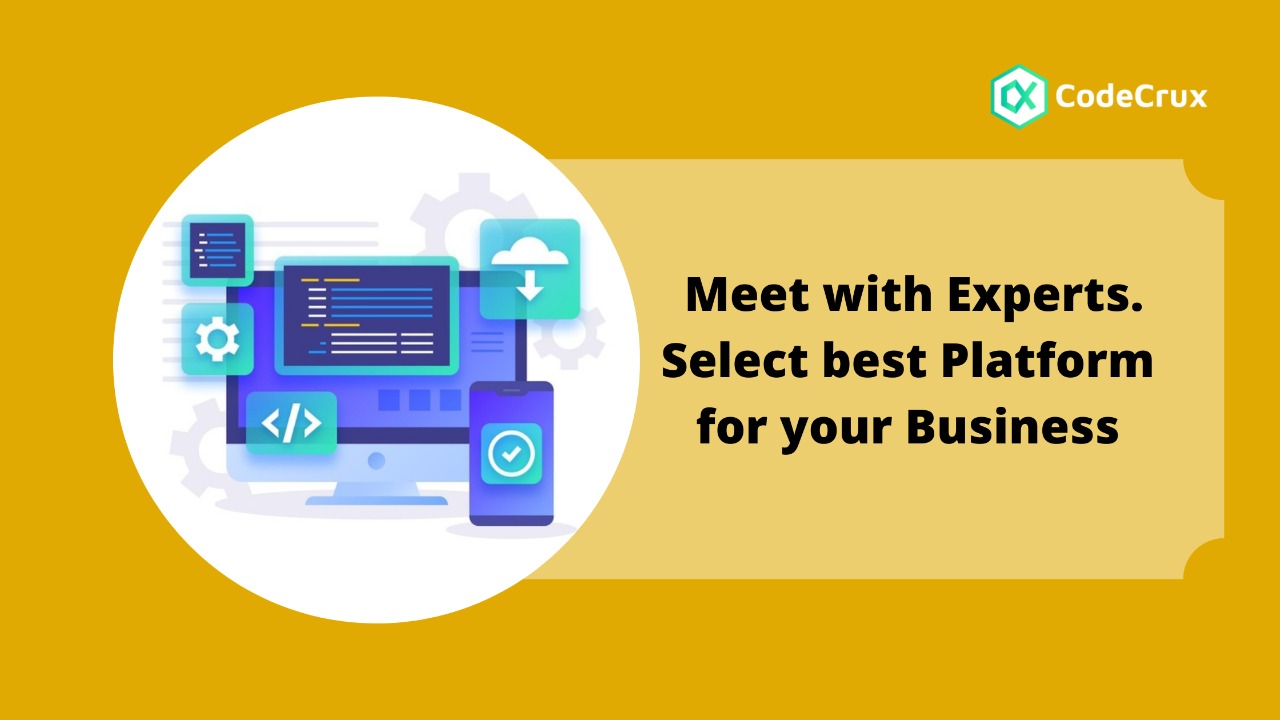 CodeCrux
Meet with Experts.
Select best Platform
for your Business